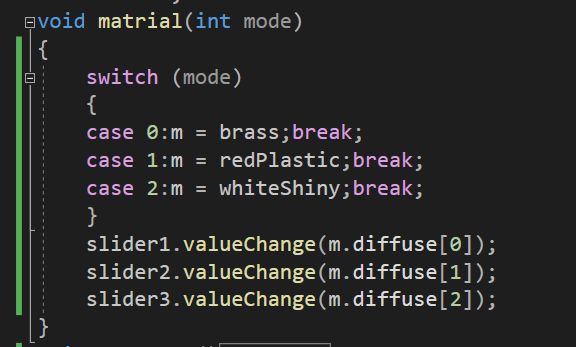 void matrial(int mode)
{
switch (mode)
{
case 0:m = brass;break;
case 1:m = redPlastic;break;
case 2:m = whiteShiny;break;
}
slider1.valueChange(m.diffuse[0]);
slider2.valueChange(m.diffuse[1]);
slider3.valueChange(m.diffuse[2]);
}